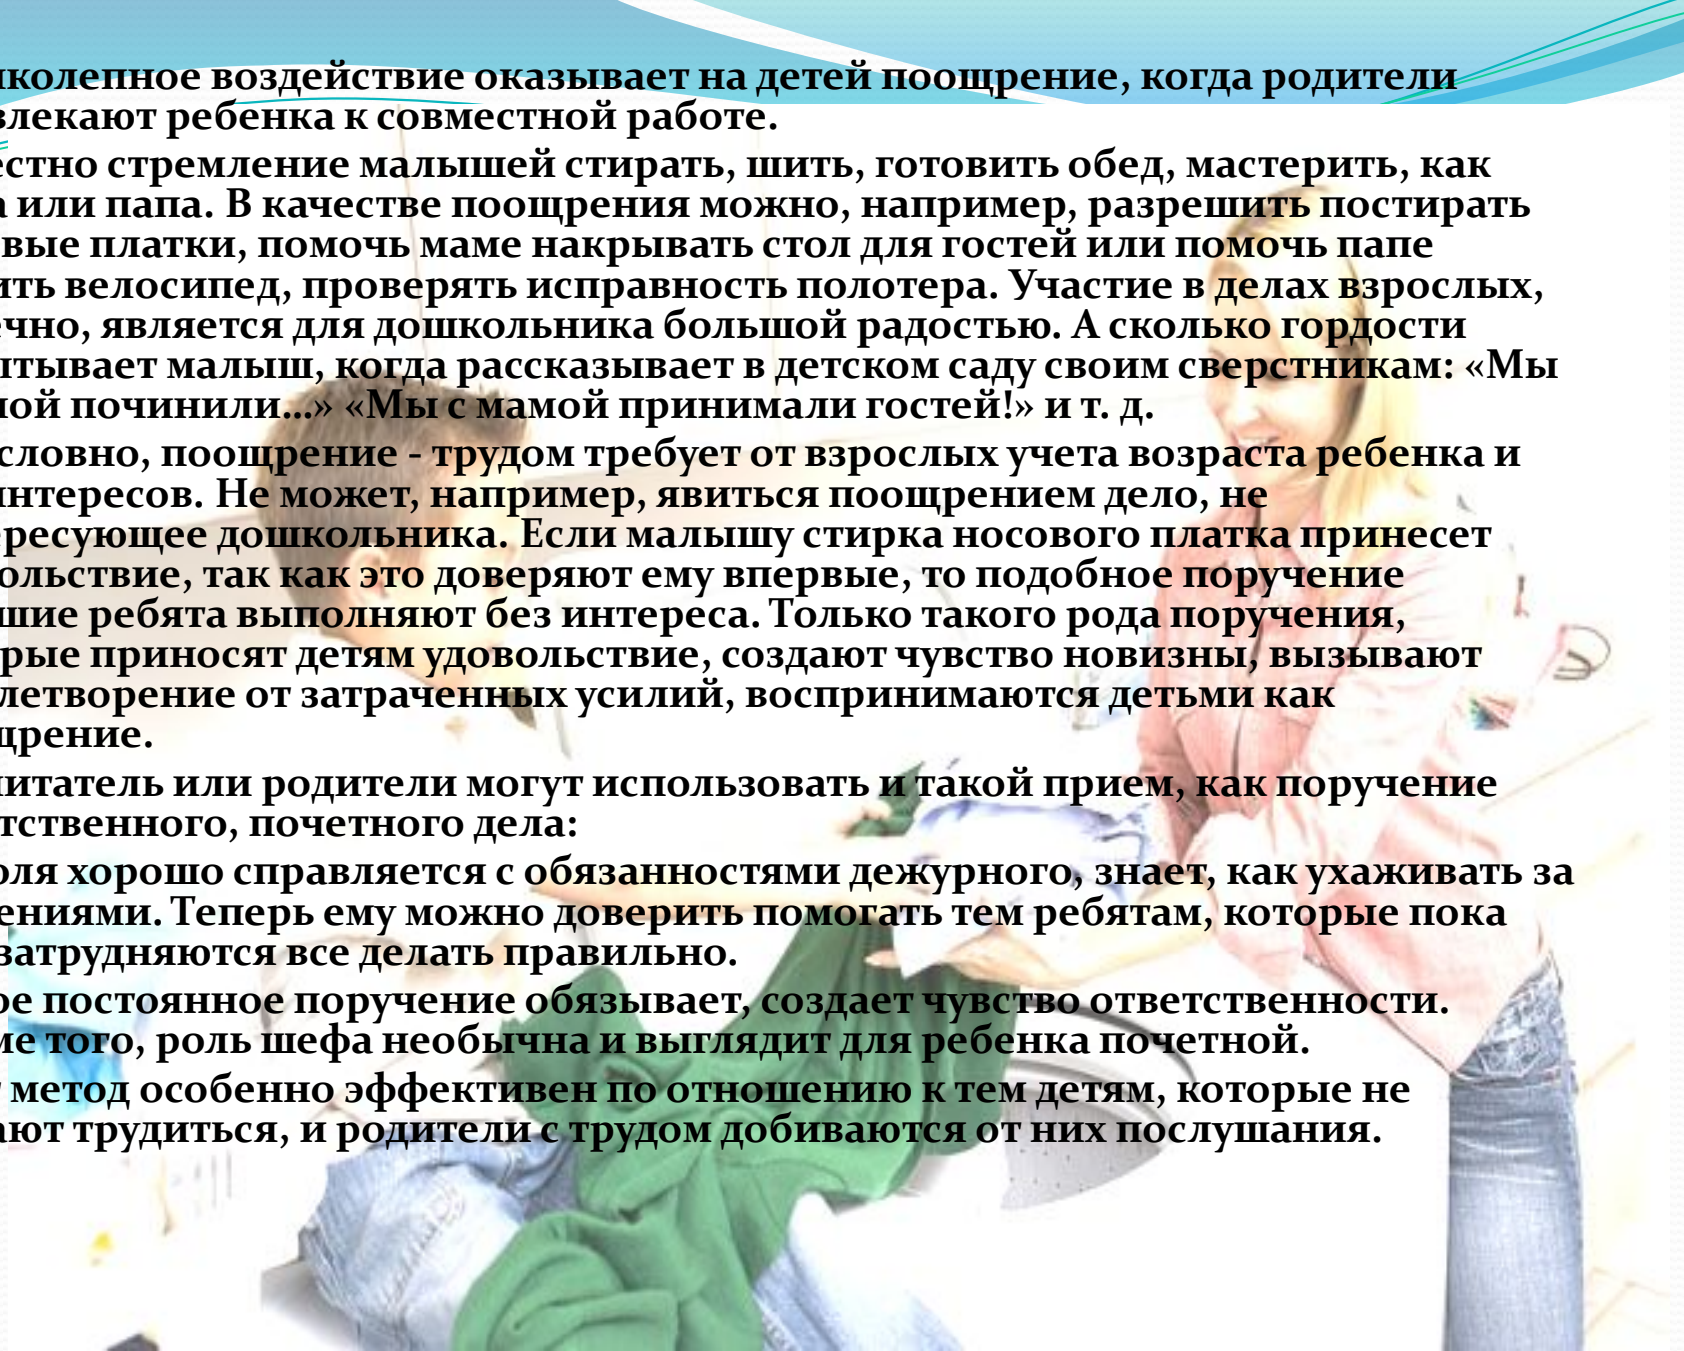 иколепное воздействие оказывает на детей поощрение, когда родители
влекают ребенка к совместной работе.
естно стремление малышей стирать, шить, готовить обед, мастерить, как
а или папа. В качестве поощрения можно, например, разрешить постирать
вые платки, помочь маме накрывать стол для гостей или помочь папе
ить велосипед, проверять исправность полотера. Участие в делах взрослых,
ечно, является для дошкольника большой радостью. А сколько гордости
ытывает малыш, когда рассказывает в детском саду своим сверстникам: «Мы
пой починили...» «Мы с мамой принимали гостей!» и т. д.
словно, поощрение - трудом требует от взрослых учета возраста ребенка и
интересов. Не может, например, явиться поощрением дело, не
ересующее дошкольника. Если малышу стирка носового платка принесет
ольствие, так как это доверяют ему впервые, то подобное поручение
шие ребята выполняют без интереса. Только такого рода поручения,
орые приносят детям удовольствие, создают чувство новизны, вызывают
летворение от затраченных усилий, воспринимаются детьми как
щрение.
питатель или родители могут использовать и такой прием, как поручение
тственного, почетного дела:
оля хорошо справляется с обязанностями дежурного, знает, как ухаживать за
ениями. Теперь ему можно доверить помогать тем ребятам, которые пока
затрудняются все делать правильно.
ое постоянное поручение обязывает, создает чувство ответственности.
ме того, роль шефа необычна и выглядит для ребенка почетной.
т метод особенно эффективен по отношению к тем детям, которые не
ают трудиться, и родители с трудом добиваются от них послушания.